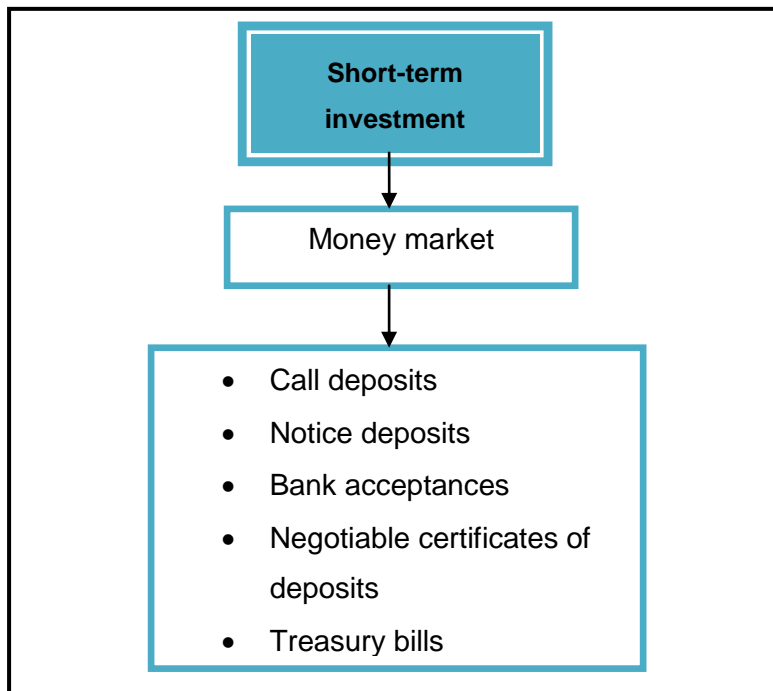 Short-term
investment
Money market
• Call deposits
• Notice deposits
• Bank acceptances
• Negotiable certificates of
deposits
• Treasury bills